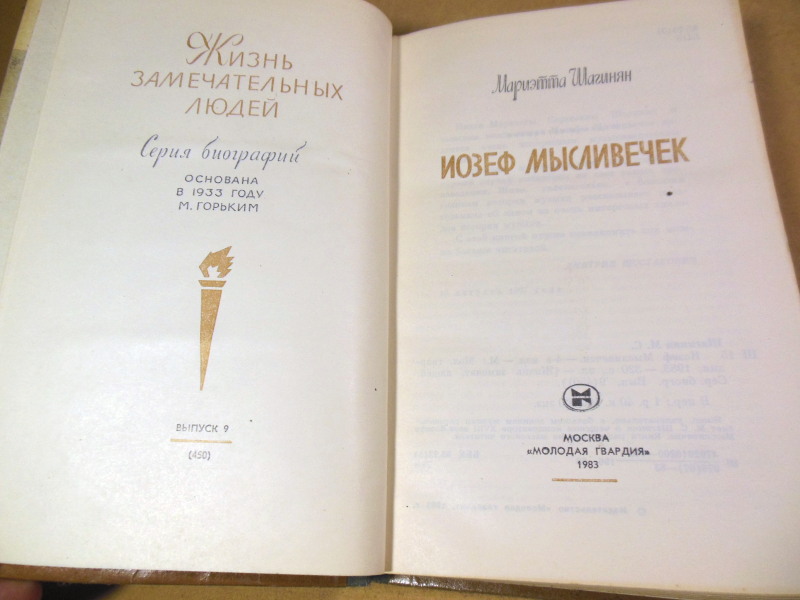 Жизнь
ЗАМЕЧАТЕЛЬНЫХ
ЛЮДЕЙ
Серия биографий
ОСНОВАНА
В 1933 ГОДУ
М. ГОРЬКИМ
ВЫПУСК 9
(450)
Мариэтта Шагинян
ИОЗЕФ МЫСЛИВЕЧЕК
МОСКВА
«МОЛОДАЯ ГВАРДИЯ»
1983